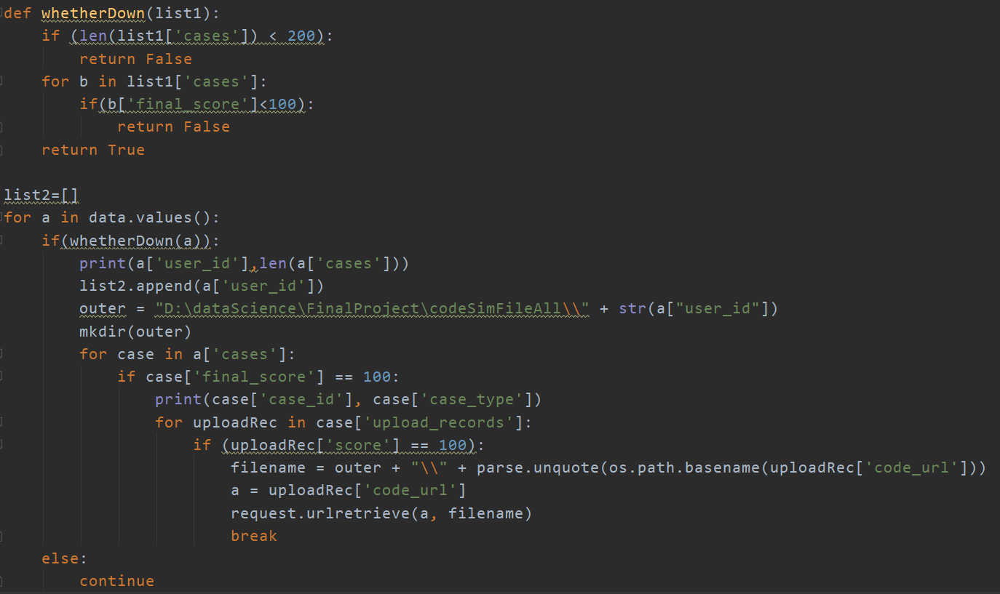 def whetherDown(list1):
    if (len(list1['cases']) < 200):
        return False
    for b in list1['cases']:
        if(b['final_score']<100):
            return False
    return True

list2=[]
for a in data.values():
    if(whetherDown(a)):
        print(a['user_id'],len(a['cases']))
        list2.append(a['user_id'])
        outer = "D:\dataScience\FinalProject\codeSimFileAll\\" + str(a["user_id"])
        mkdir(outer)
        for case in a['cases']:
            if case['final_score'] == 100:
                print(case['case_id'], case['case_type'])
                for uploadRec in case['upload_records']:
                    if (uploadRec['score'] == 100):
                        filename = outer + "\\" + parse.unquote(os.path.basename(uploadRec['code_url']))
                        a = uploadRec['code_url']
                        request.urlretrieve(a, filename)
                        break
    else:
        continue